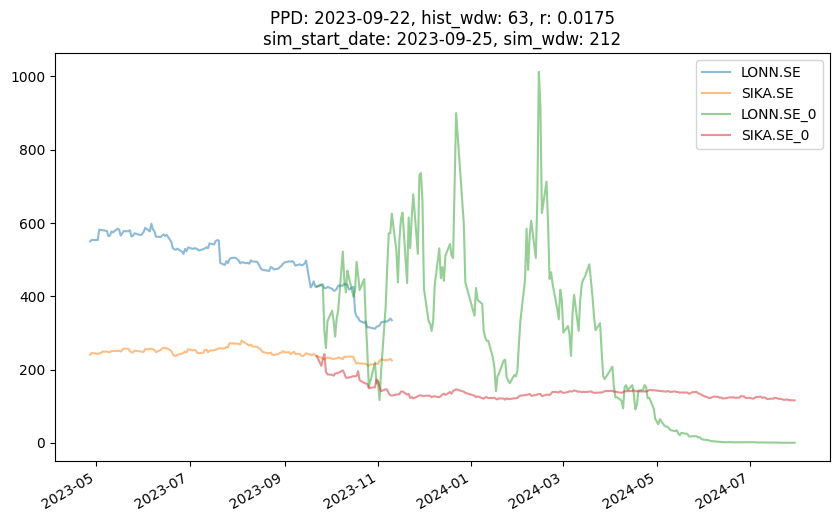 PPD: 2023-09-22, hist_wdw: 63, r: 0.0175
sim_start_date: 2023-09-25, sim_wdw: 212
LONN.SE
SIKA.SE
LONN.SE_0
SIKA.SE_0
1000
800
600
400
200
0
2023-05
2023-07
2023-09
2023-11
2024-01
2024-03
2024-05
2024-07